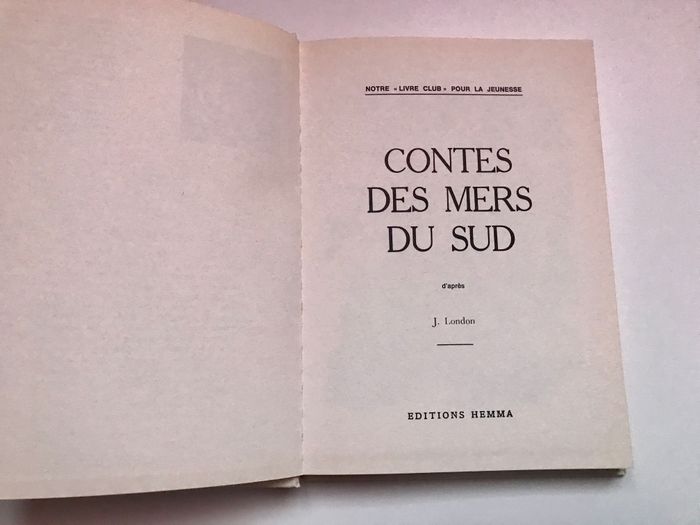 NOTRE «LIVRE CLUB» POUR LA JEUNESSE
CONTES
DES MERS
DU SUD
d'après
J. London
EDITIONS HEMMA